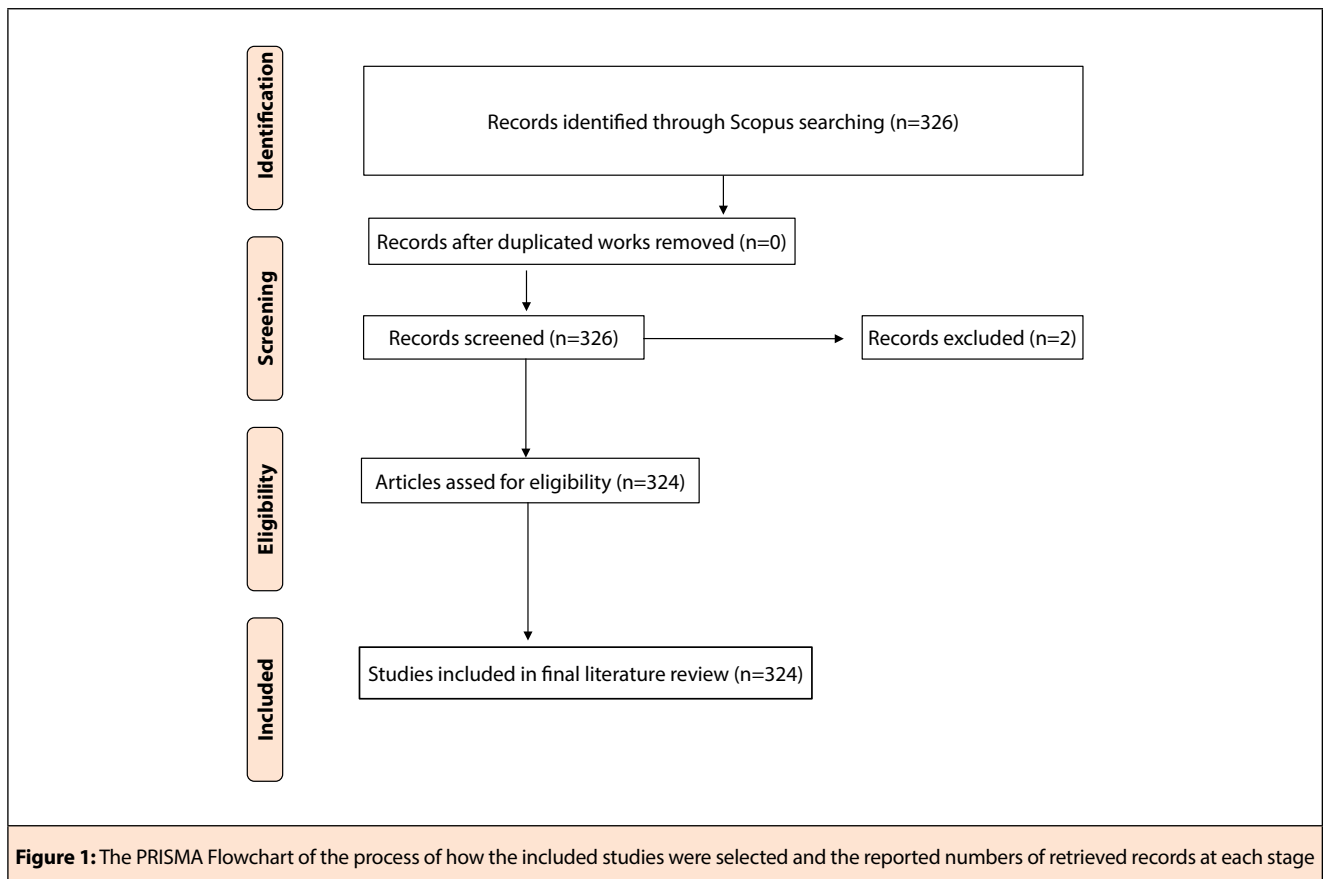 Identification
Records identified through Scopus searching (n=326)
Records after duplicated works removed (n=0)
Screening
Records screened (n=326)
Records excluded (n=2)
Eligibility
Articles assed for eligibility (n=324)
Included
Studies included in final literature review (n=324)
Figure 1: The PRISMA Flowchart of the process of how the included studies were selected and the reported numbers of retrieved records at each stage